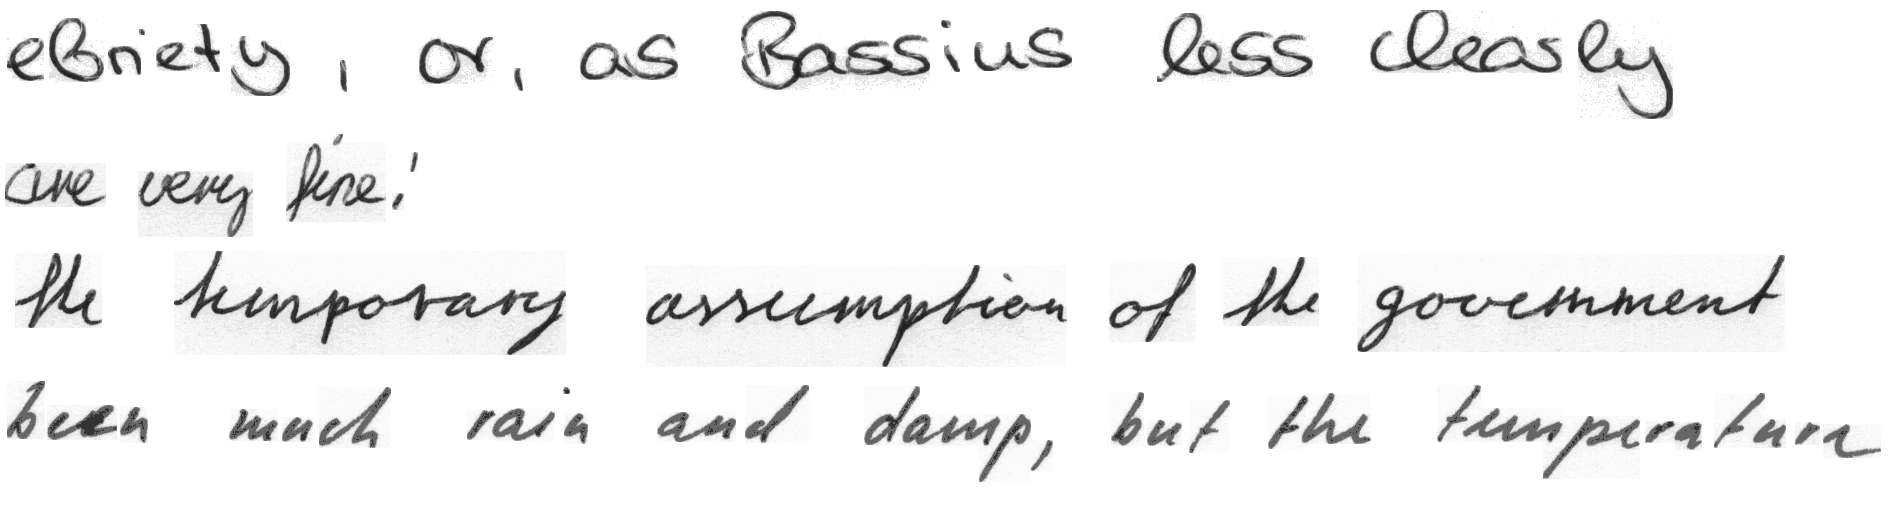 ebriety, or, as Bassius less clearly
are very fine.'
the temporary assumption of the government
been much rain and damp, but the temperature